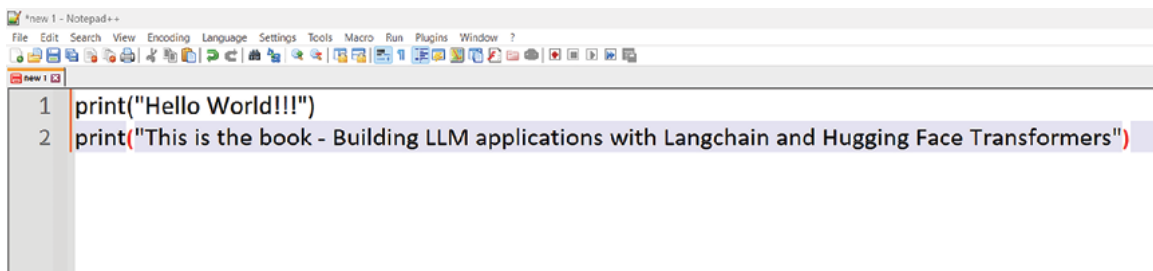 *new 1 - Notepad++
File Edit Search View Encoding Language Settings Tools Macro Run Plugins Window ?
new 1
1 print("Hello World!!!")
2 print("This is the book - Building LLM applications with Langchain and Hugging Face Transformers")